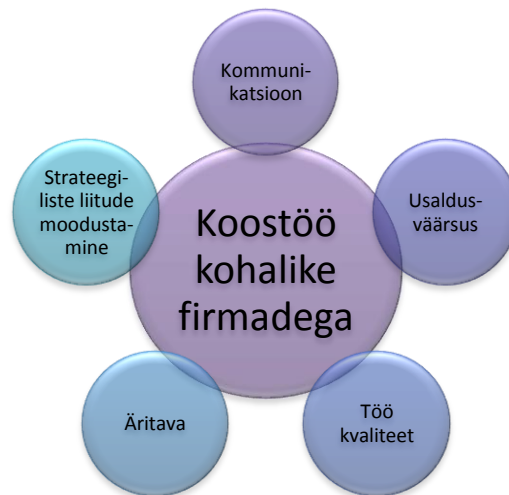 Kommuni-
katsioon
Strateegi-
liste liitude
moodusta-
mine
Usaldus-
väärsus
Koostöö
kohalike
firmadega
Äritava
Töö
kvaliteet